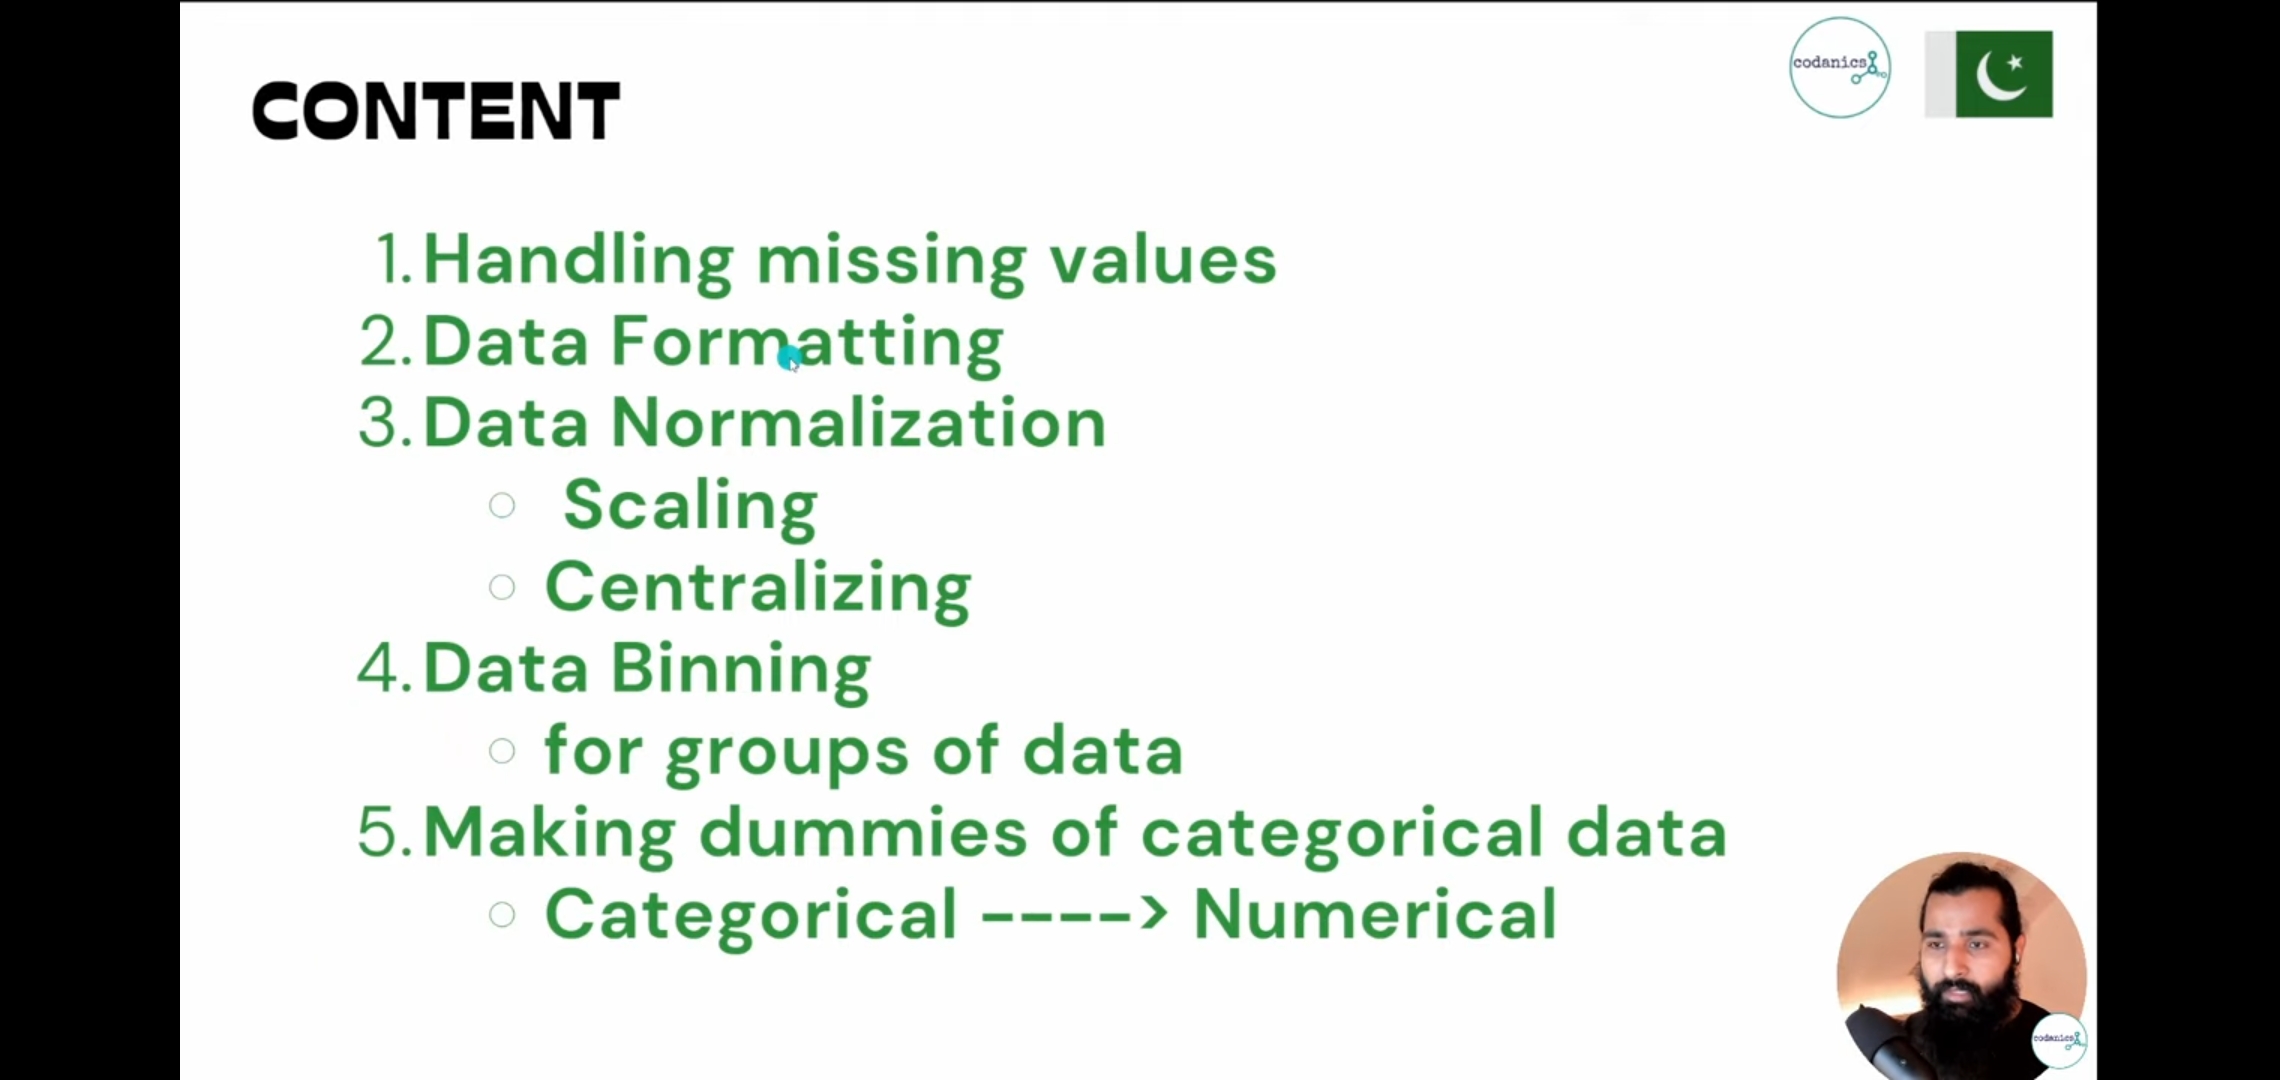 codanics
CONTENT
1. Handling missing values
2. Data Formatting
3. Data Normalization
○ Scaling
○ Centralizing
4. Data Binning
○ for groups of data
5. Making dummies of categorical data
○ Categorical ----> Numerical
codanics